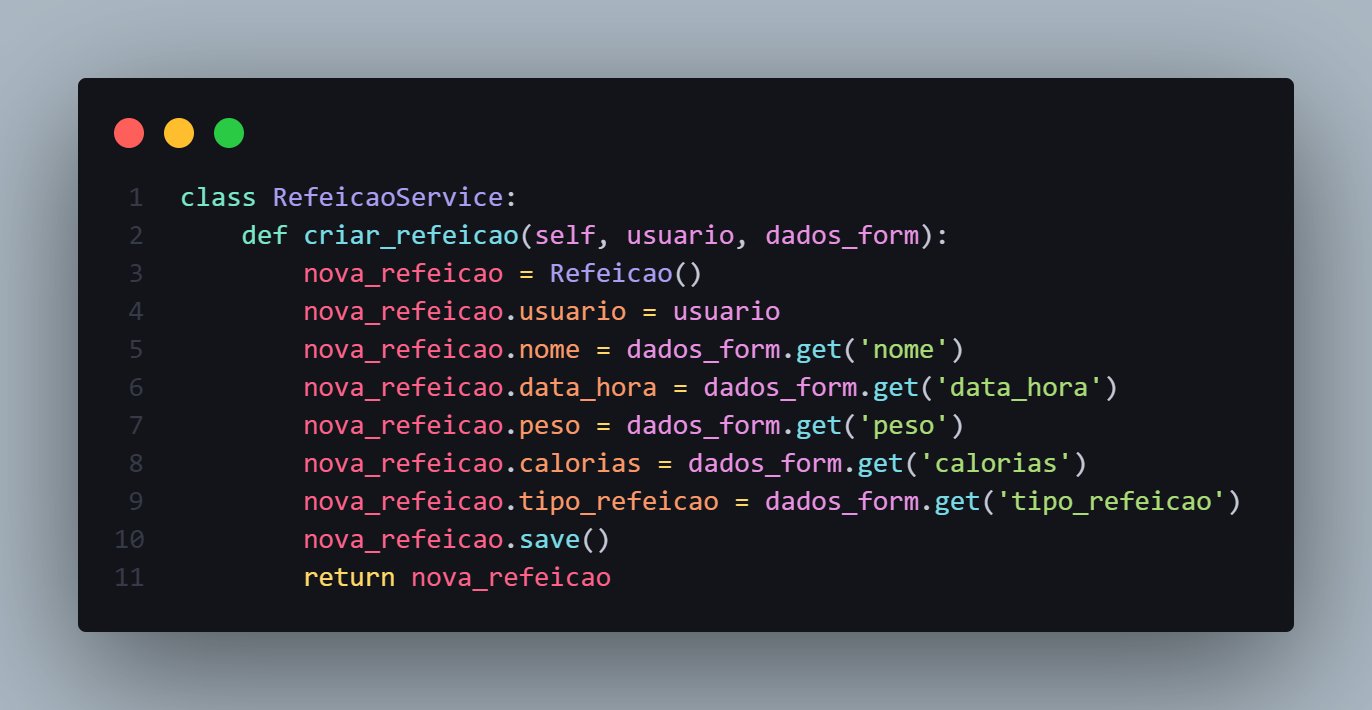 1 class RefeicaoService:
2     def criar_refeicao(self, usuario, dados_form):
3         nova_refeicao = Refeicao()
4         nova_refeicao.usuario = usuario
5         nova_refeicao.nome = dados_form.get('nome')
6         nova_refeicao.data_hora = dados_form.get('data_hora')
7         nova_refeicao.peso = dados_form.get('peso')
8         nova_refeicao.calorias = dados_form.get('calorias')
9         nova_refeicao.tipo_refeicao = dados_form.get('tipo_refeicao')
10         nova_refeicao.save()
11         return nova_refeicao